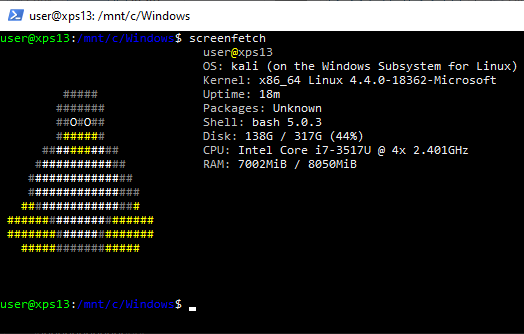 user@xps13: /mnt/c/Windows
user@xps13:/mnt/c/Windows$ screenfetch
user@xps13
OS: kali (on the Windows Subsystem for Linux)
Kernel: x86_64 Linux 4.4.0-18362-Microsoft
Uptime: 18m
Packages: Unknown
Shell: bash 5.0.3
Disk: 138G / 317G (44%)
CPU: Intel Core i7-3517U @ 4x 2.401GHz
RAM: 7002MiB / 8050MiB
#####
#######
##O#O##
#######
###########
#############
###############
################
#################
#####################
#####################
#################
user@xps13:/mnt/c/Windows$